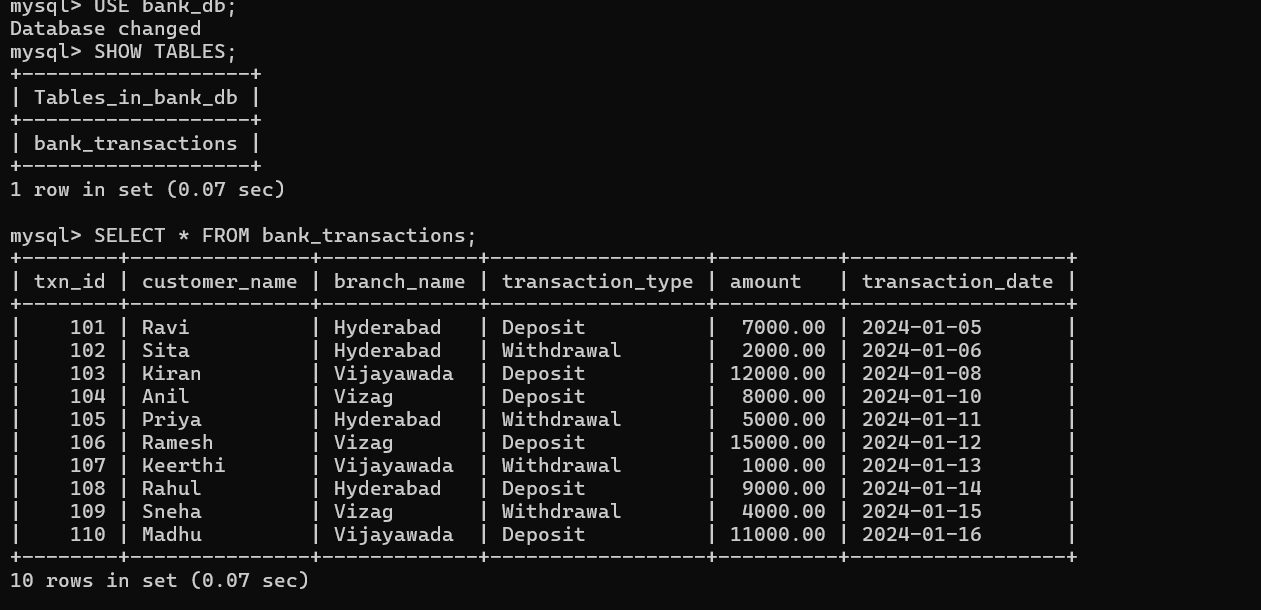 mysql> USE bank_db;
Database changed
mysql> SHOW TABLES;
+-------------------+
| Tables_in_bank_db |
+-------------------+
| bank_transactions |
+-------------------+
1 row in set (0.07 sec)

mysql> SELECT * FROM bank_transactions;
+--------+---------------+-------------+------------------+----------+------------------+
| txn_id | customer_name | branch_name | transaction_type | amount   | transaction_date |
+--------+---------------+-------------+------------------+----------+------------------+
|    101 | Ravi          | Hyderabad   | Deposit          |  7000.00 | 2024-01-05       |
|    102 | Sita          | Hyderabad   | Withdrawal       |  2000.00 | 2024-01-06       |
|    103 | Kiran         | Vijayawada  | Deposit          | 12000.00 | 2024-01-08       |
|    104 | Anil          | Vizag       | Deposit          |  8000.00 | 2024-01-10       |
|    105 | Priya         | Hyderabad   | Withdrawal       |  5000.00 | 2024-01-11       |
|    106 | Ramesh        | Vizag       | Deposit          | 15000.00 | 2024-01-12       |
|    107 | Keerthi       | Vijayawada  | Withdrawal       |  1000.00 | 2024-01-13       |
|    108 | Rahul         | Hyderabad   | Deposit          |  9000.00 | 2024-01-14       |
|    109 | Sneha         | Vizag       | Withdrawal       |  4000.00 | 2024-01-15       |
|    110 | Madhu         | Vijayawada  | Deposit          | 11000.00 | 2024-01-16       |
+--------+---------------+-------------+------------------+----------+------------------+
10 rows in set (0.07 sec)